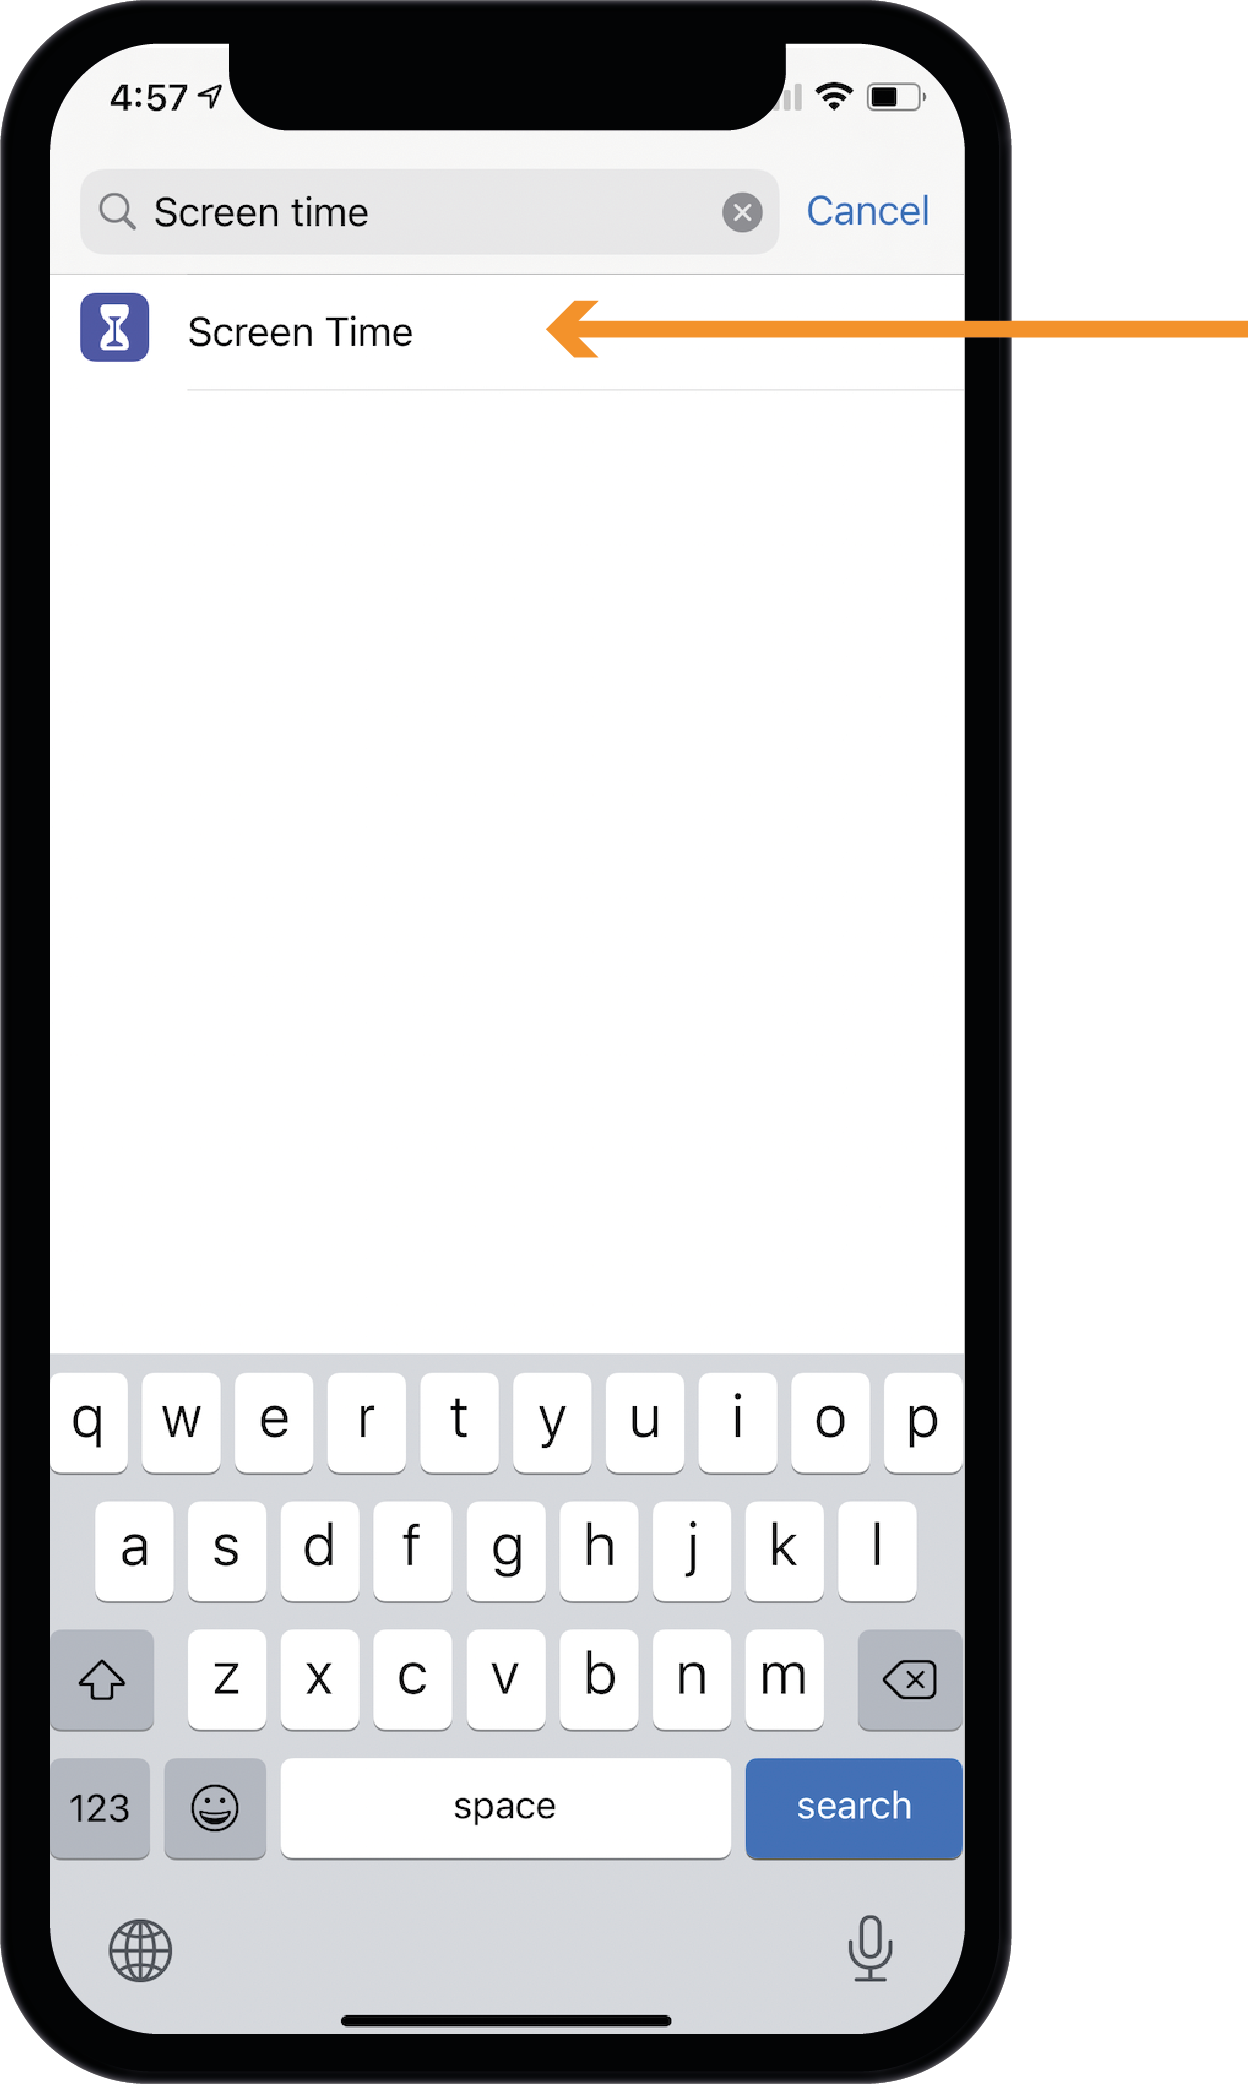 4:57
Screen time
Cancel
Screen Time
q w e r t y u i o p
a s d f g h j k l
z x c v b n m
123 space search